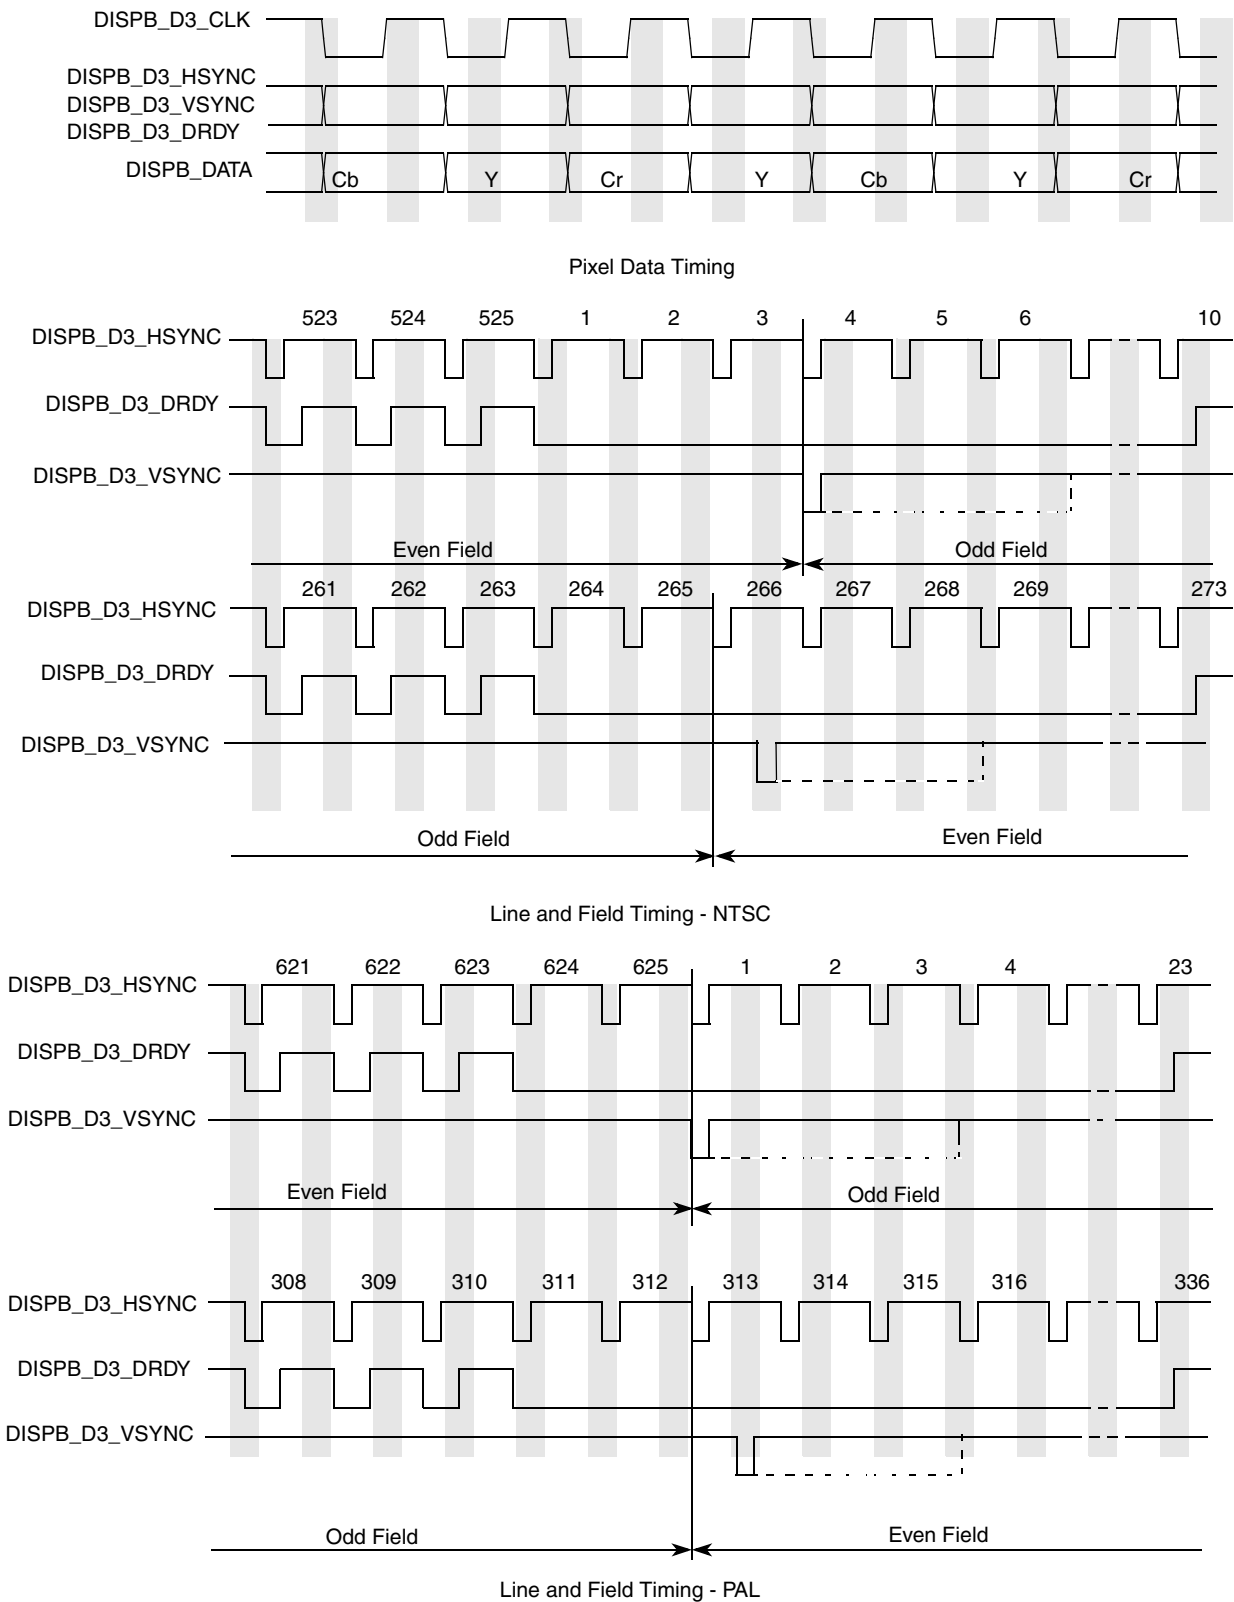 DISPB_D3_CLK
DISPB_D3_HSYNC
DISPB_D3_VSYNC
DISPB_D3_DRDY
DISPB_DATA
Cb Y Cr Y Cb Y Cr
Pixel Data Timing
523 524 525 1 2 3 4 5 6 10
DISPB_D3_HSYNC
DISPB_D3_DRDY
DISPB_D3_VSYNC
Even Field Odd Field
261 262 263 264 265 266 267 268 269 273
DISPB_D3_HSYNC
DISPB_D3_DRDY
DISPB_D3_VSYNC
Odd Field Even Field
Line and Field Timing - NTSC
621 622 623 624 625 1 2 3 4 23
DISPB_D3_HSYNC
DISPB_D3_DRDY
DISPB_D3_VSYNC
Even Field Odd Field
308 309 310 311 312 313 314 315 316 336
DISPB_D3_HSYNC
DISPB_D3_DRDY
DISPB_D3_VSYNC
Odd Field Even Field
Line and Field Timing - PAL